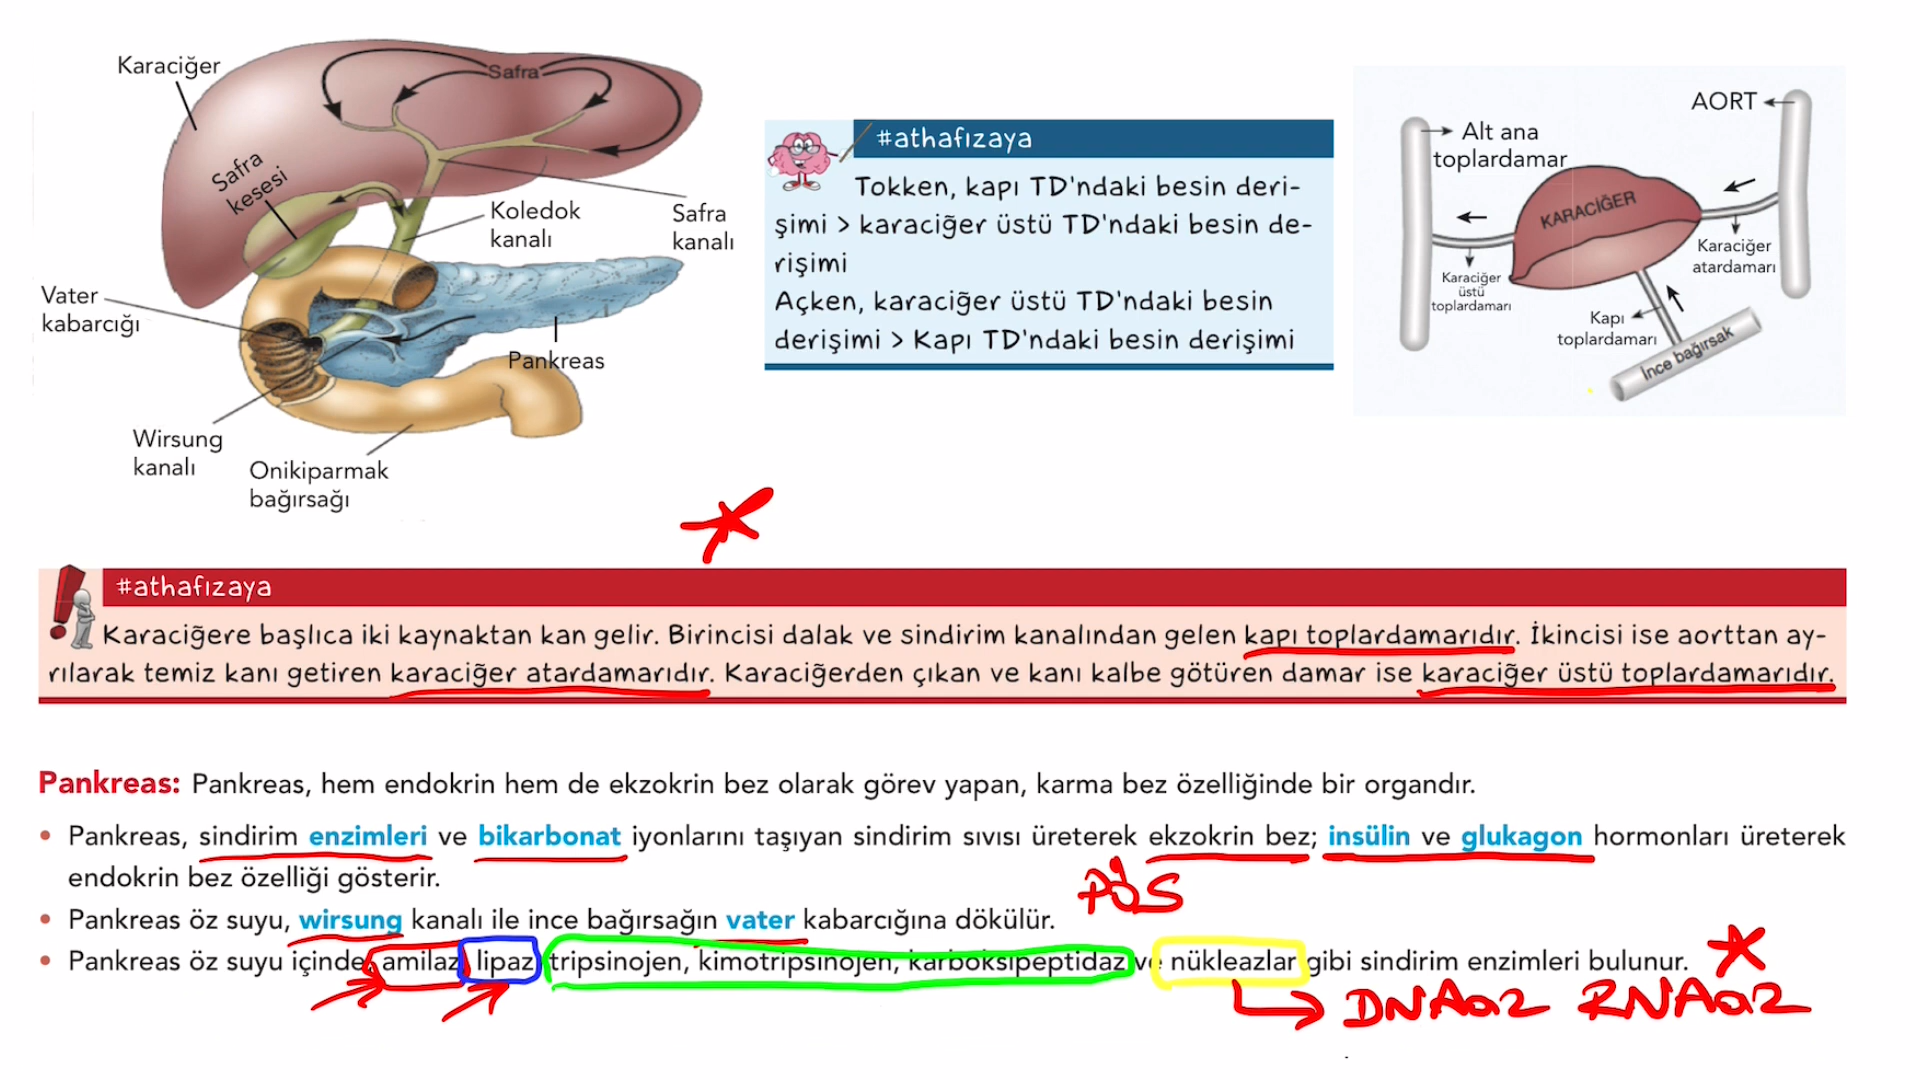 Karaciğer
Safra
Safra
kesesi
Koledok
kanalı
Safra
kanalı
Vater
kabarcığı
Pankreas
Wirsung
kanalı
Onikiparmak
bağırsağı
#athafızaya
Tokken, kapı TD'ndaki besin deri-
şimi > karaciğer üstü TD'ndaki besin de-
rişimi
Açken, karaciğer üstü TD'ndaki besin
derişimi > Kapı TD'ndaki besin derişimi
AORT
Alt ana
toplardamar
KARACİĞER
Karaciğer
atardamarı
Karaciğer
üstü
toplardamarı
Kapı
toplardamarı
İnce bağırsak
#athafızaya
Karaciğere başlıca iki kaynaktan kan gelir. Birincisi dalak ve sindirim kanalından gelen kapı toplardamarıdır. İkincisi ise aorttan ay-
rılarak temiz kanı getiren karaciğer atardamarıdır. Karaciğerden çıkan ve kanı kalbe götüren damar ise karaciğer üstü toplardamarıdır.
Pankreas: Pankreas, hem endokrin hem de ekzokrin bez olarak görev yapan, karma bez özelliğinde bir organdır.
• Pankreas, sindirim enzimleri ve bikarbonat iyonlarını taşıyan sindirim sıvısı üreterek ekzokrin bez; insülin ve glukagon hormonları üreterek
endokrin bez özelliği gösterir.
PÖS
• Pankreas öz suyu, wirsung kanalı ile ince bağırsağın vater kabarcığına dökülür.
• Pankreas öz suyu içinde, amilaz, lipaz, tripsinojen, kimotripsinojen, karboksipeptidaz ve nükleazlar gibi sindirim enzimleri bulunur.
DNAaz RNAaz